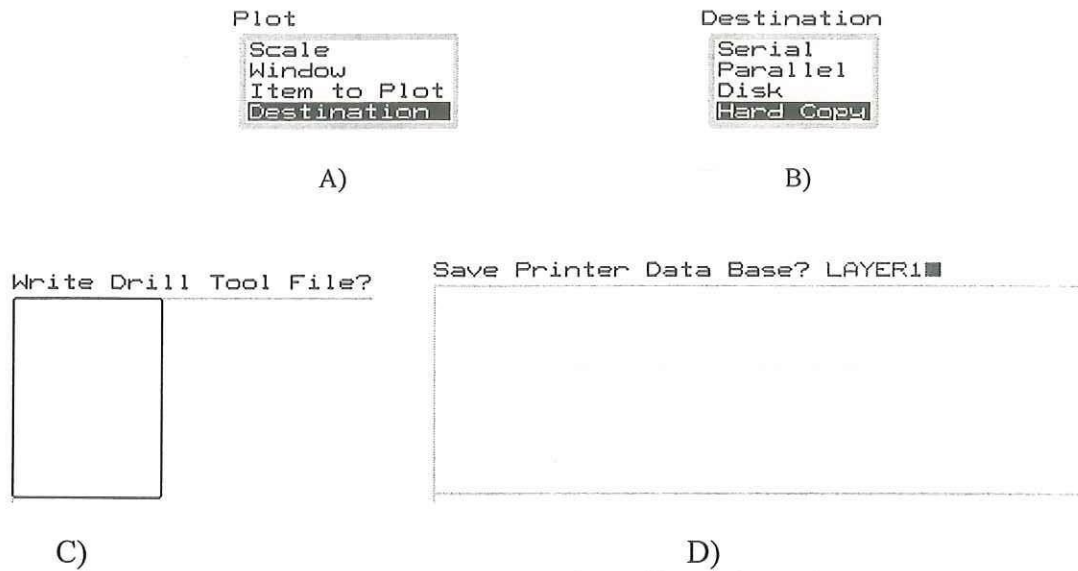 Plot
Scale
Window
Item to Plot
Destination
A)
Destination
Serial
Parallel
Disk
Hard Copy
B)
Write Drill Tool File?
C)
Save Printer Data Base? LAYER1
D)